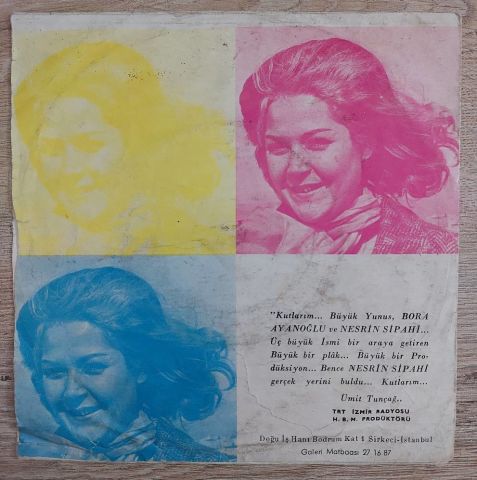 "Kutlarım... Büyük Yunus, BORA
AYANOĞLU ve NESRİN SİPAHİ...
Üç büyük İsmi bir araya getiren
Büyük bir plâk... Büyük bir Pro-
düksiyon... Bence NESRİN SİPAHİ
gerçek yerini buldu... Kutlarım...
Ümit Tunçağ..
TRT İZMİR RADYOSU
H. B. M. PRODÜKTÖRÜ
Doğu İş Hanı Bodrum Kat 1 Sirkeci-İstanbul
Galeri Matbaası 27 16 87